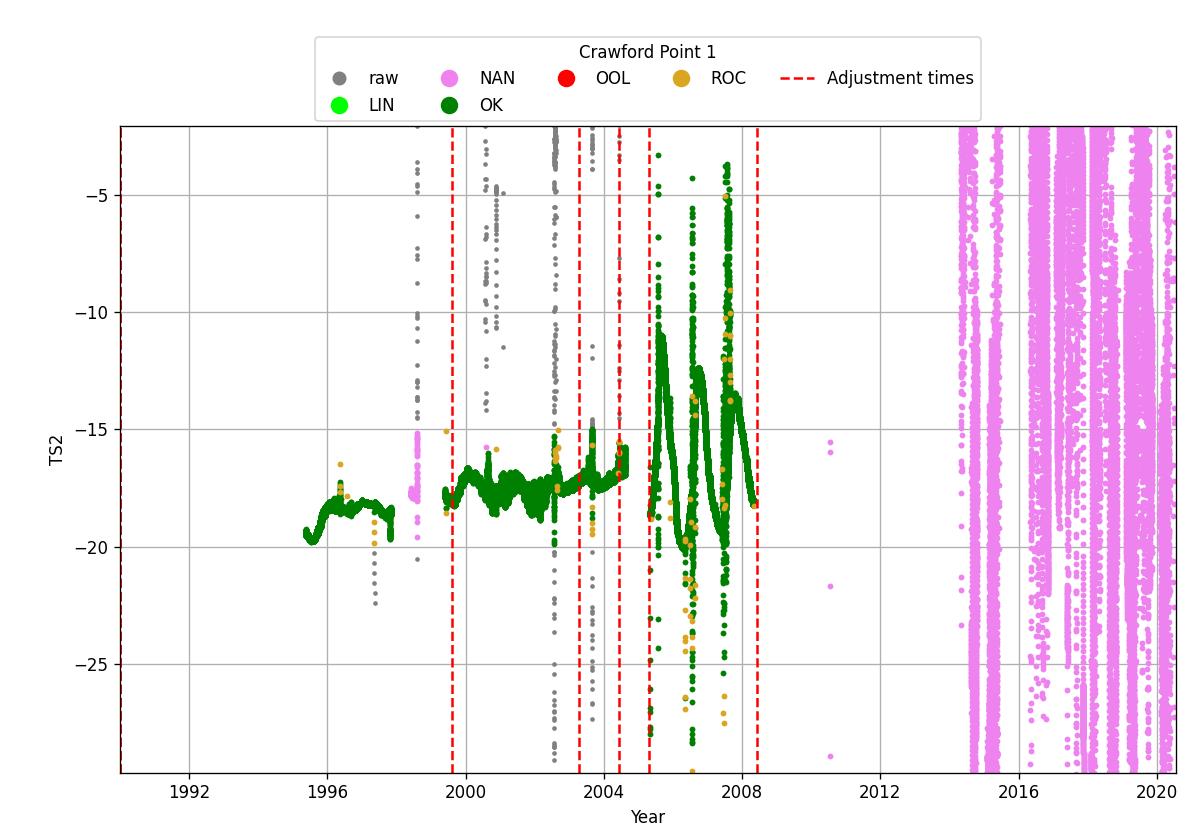 Crawford Point 1
raw NAN OOL ROC Adjustment times
LIN OK
TS2
−5
−10
−15
−20
−25
1992 1996 2000 2004 2008 2012 2016 2020
Year